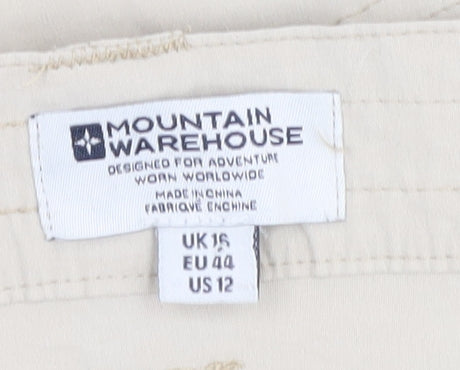 MOUNTAIN
WAREHOUSE
DESIGNED FOR ADVENTURE
WORN WORLDWIDE
MADE IN CHINA
FABRIQUÉ EN CHINE
UK 16
EU 44
US 12